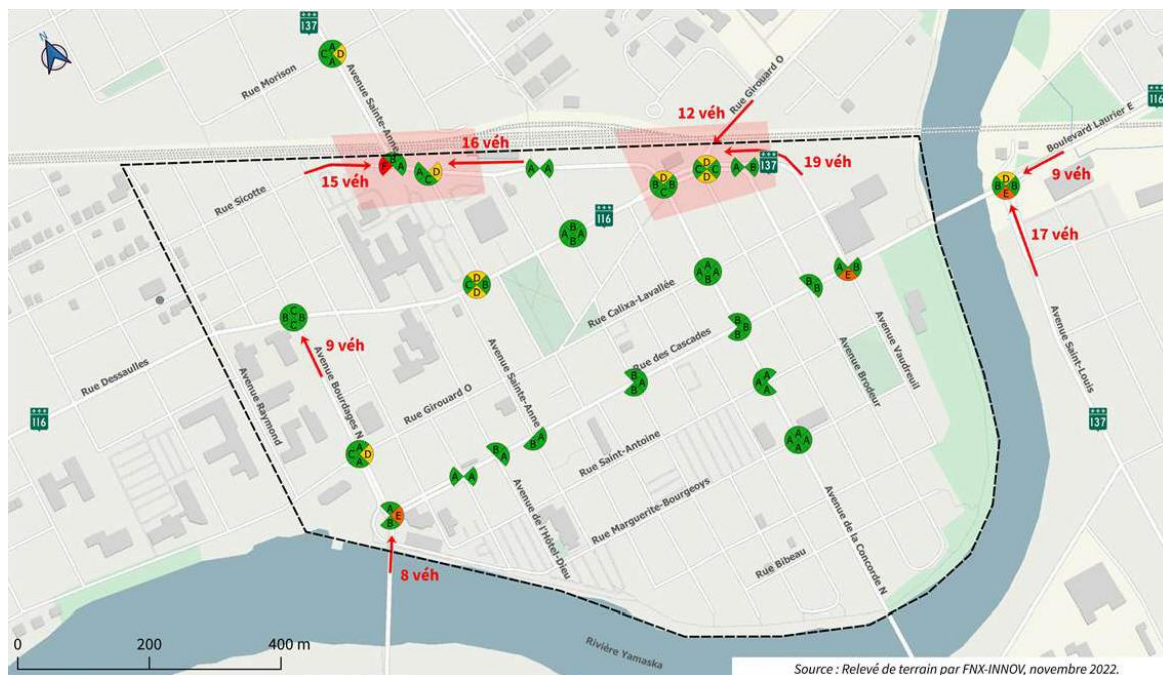 137
N
C A D A
Rue Morison
Avenue Sainte-Anne
12 véh
Rue Girouard O
116
Boulevard Laurier E
16 véh
19 véh
9 véh
15 véh
B A
A C D
A A
D C C D
A B
137
D B B C
D B B E
Rue Sicotte
116
17 véh
B A A B
A A A B
A B E
D C B D
B B
Rue Calixa-Lavallée
C B B C
B B B
9 véh
Rue des Cascades
Avenue Vaudreuil
Avenue Brodeur
Avenue Saint-Louis
Rue Dessaulles
Avenue Bourdages N
Avenue Sainte-Anne
B A B
A A
Avenue Raymond
Rue Girouard O
116
137
C A D A
B A
B A
Rue Saint-Antoine
A A A A
A A
Rue Marguerite-Bourgeoys
A E B
Avenue de l'Hôtel-Dieu
Avenue de la Concorde N
Rue Bibeau
8 véh
0 200 400 m
Rivière Yamaska
Source : Relevé de terrain par FNX-INNOV, novembre 2022.